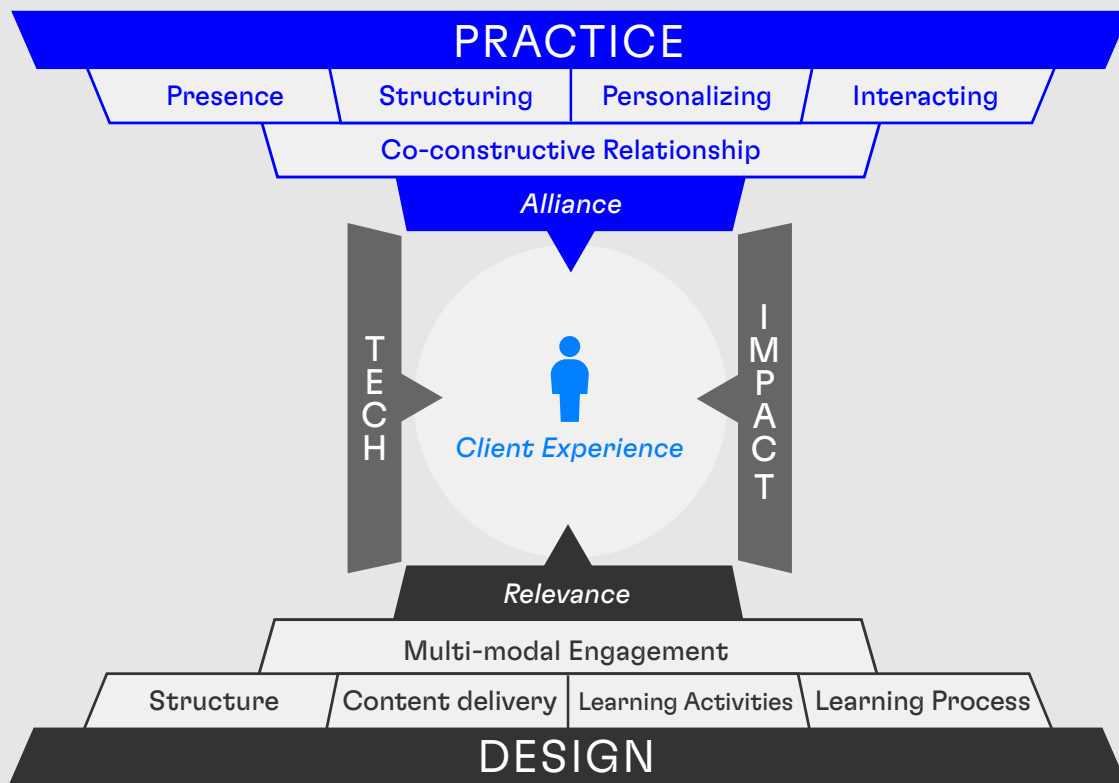 PRACTICE
Presence Structuring Personalizing Interacting
Co-constructive Relationship
Alliance
TECH
IMPACT
Client Experience
Relevance
Multi-modal Engagement
Structure Content delivery Learning Activities Learning Process
DESIGN